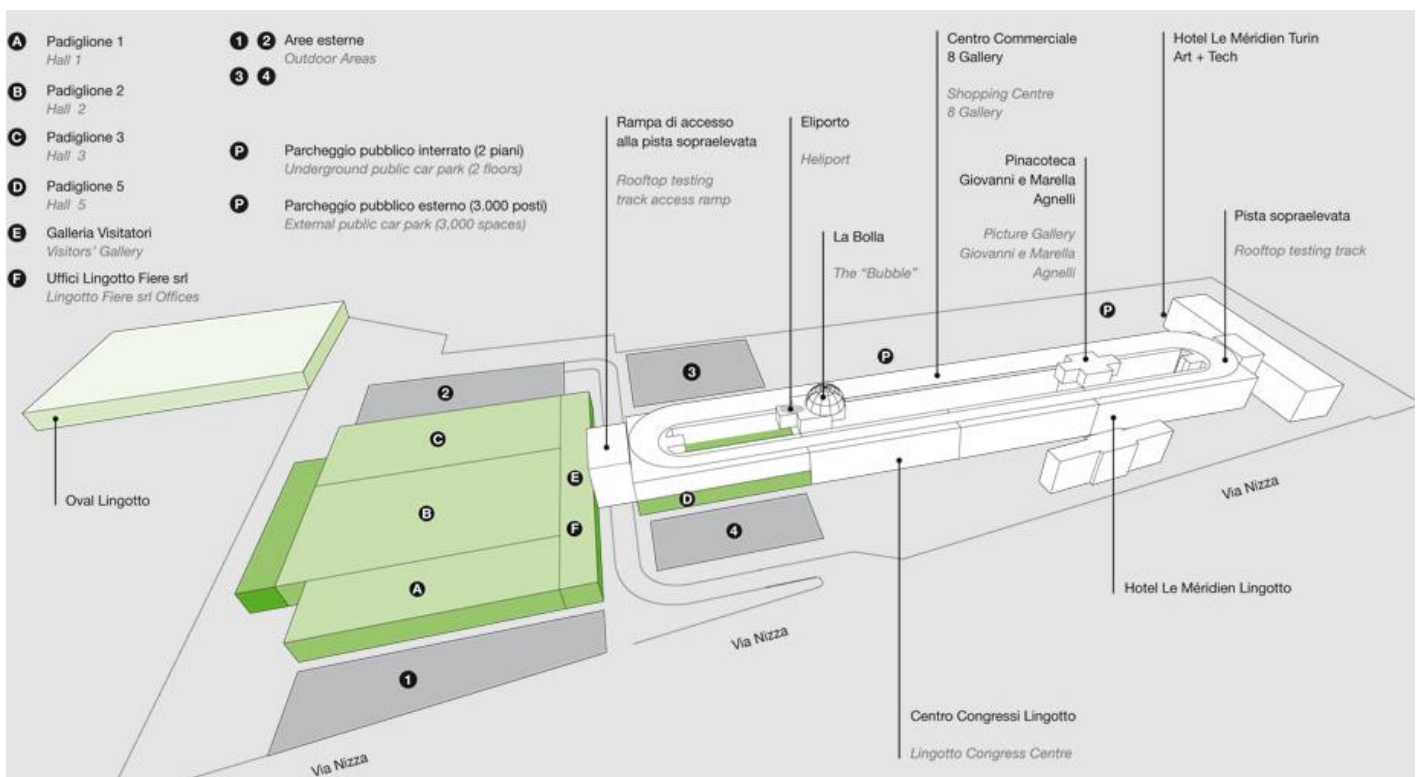 A Padiglione 1
Hall 1
B Padiglione 2
Hall 2
C Padiglione 3
Hall 3
D Padiglione 5
Hall 5
E Galleria Visitatori
Visitors' Gallery
F Uffici Lingotto Fiere srl
Lingotto Fiere srl Offices
1 2 Aree esterne
Outdoor Areas
3 4
P Parcheggio pubblico interrato (2 piani)
Underground public car park (2 floors)
P Parcheggio pubblico esterno (3.000 posti)
External public car park (3,000 spaces)
Rampa di accesso
alla pista sopraelevata
Rooftop testing
track access ramp
Eliporto
Heliport
La Bolla
The "Bubble"
Centro Commerciale
8 Gallery
Shopping Centre
8 Gallery
Pinacoteca
Giovanni e Marella
Agnelli
Picture Gallery
Giovanni e Marella
Agnelli
Hotel Le Méridien Turin
Art + Tech
Pista sopraelevata
Rooftop testing track
P
P
3
2
C
E
B
F
D
4
A
1
Oval Lingotto
Via Nizza
Hotel Le Méridien Lingotto
Via Nizza
Centro Congressi Lingotto
Lingotto Congress Centre
Via Nizza